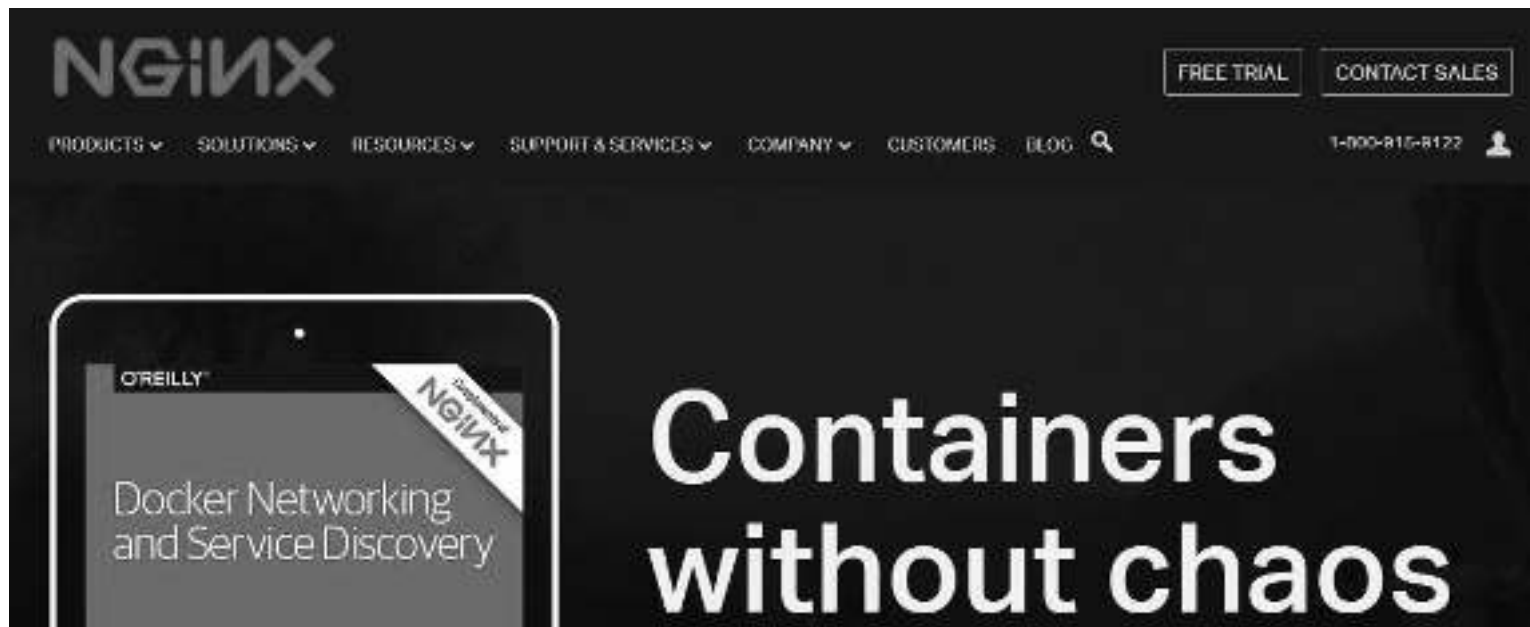 NGINX
FREE TRIAL
CONTACT SALES
PRODUCTS
SOLUTIONS
RESOURCES
SUPPORT & SERVICES
COMPANY
CUSTOMERS
BLOG
O'REILLY
NGINX
Docker Networking
and Service Discovery
Containers
without chaos